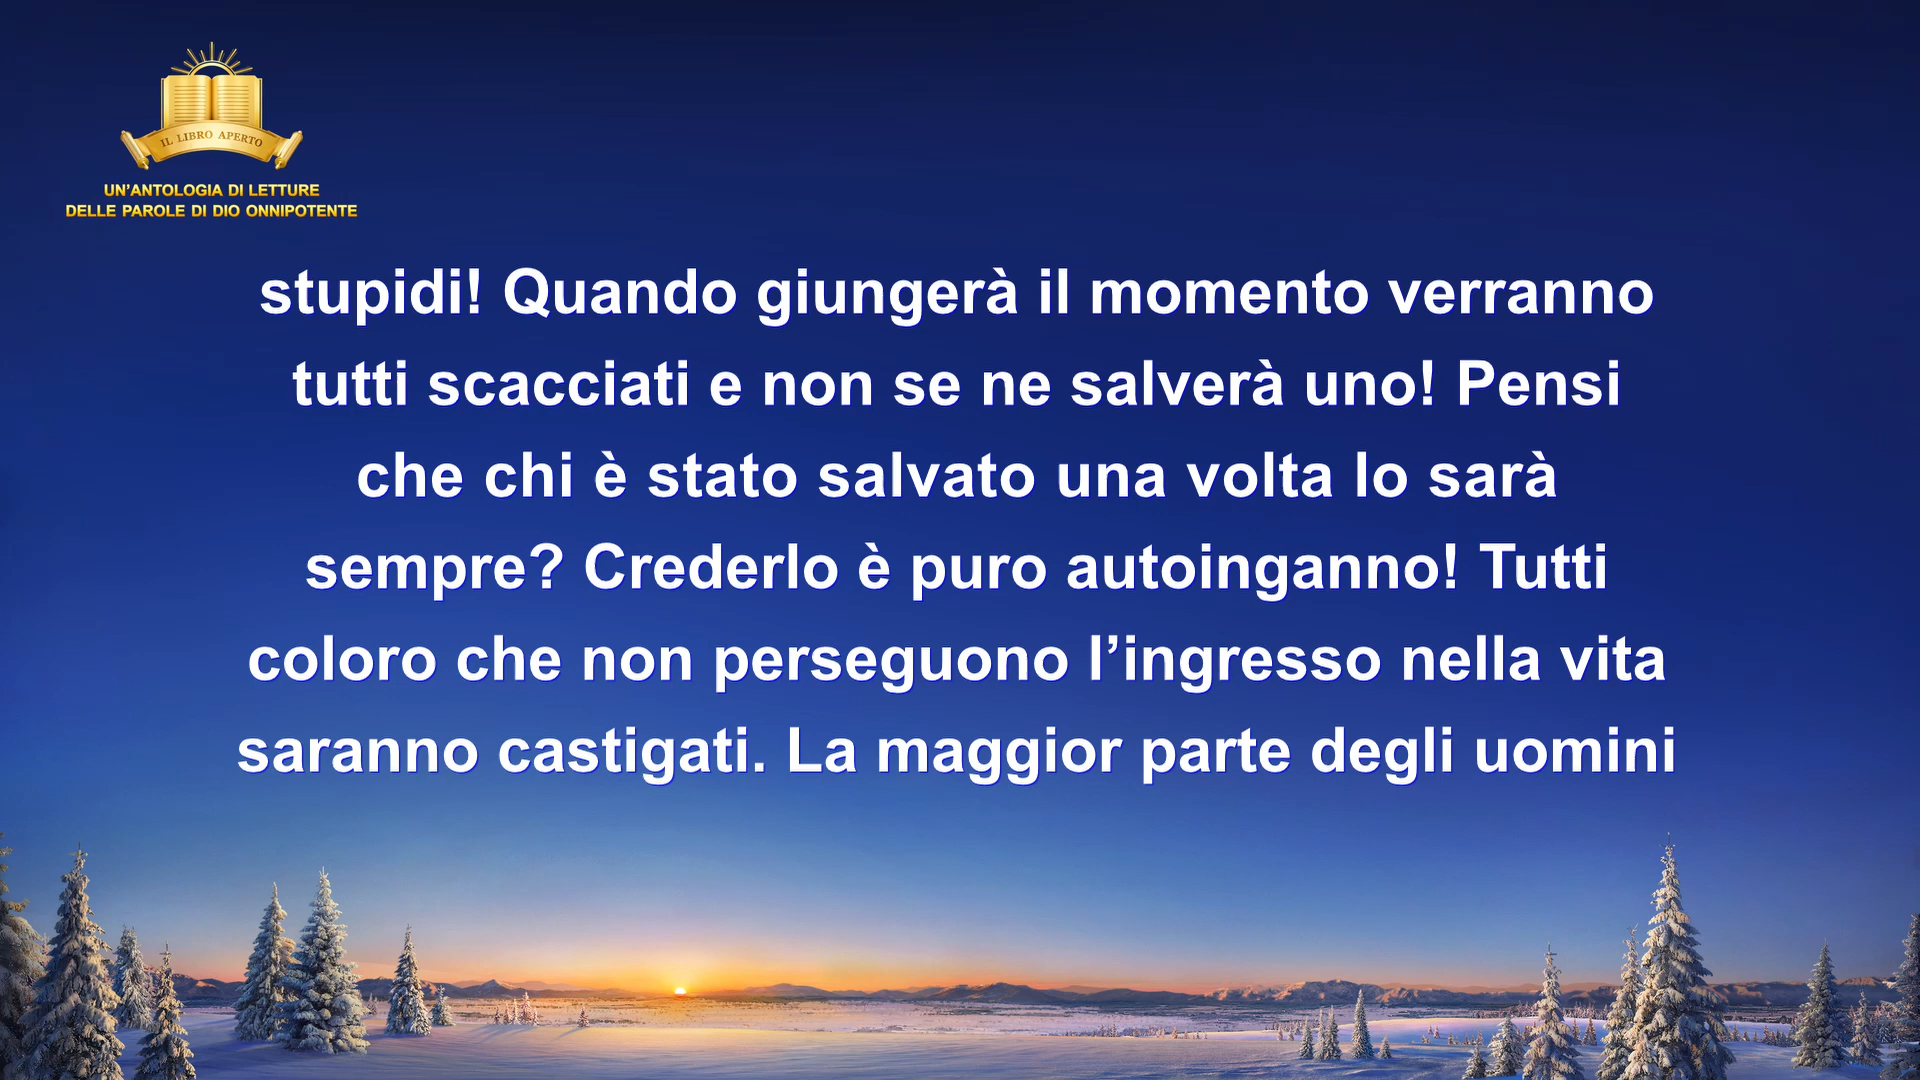 IL LIBRO APERTO
UN’ANTOLOGIA DI LETTURE
DELLE PAROLE DI DIO ONNIPOTENTE
stupidi! Quando giungerà il momento verranno
tutti scacciati e non se ne salverà uno! Pensi
che chi è stato salvato una volta lo sarà
sempre? Crederlo è puro autoinganno! Tutti
coloro che non perseguono l’ingresso nella vita
saranno castigati. La maggior parte degli uomini